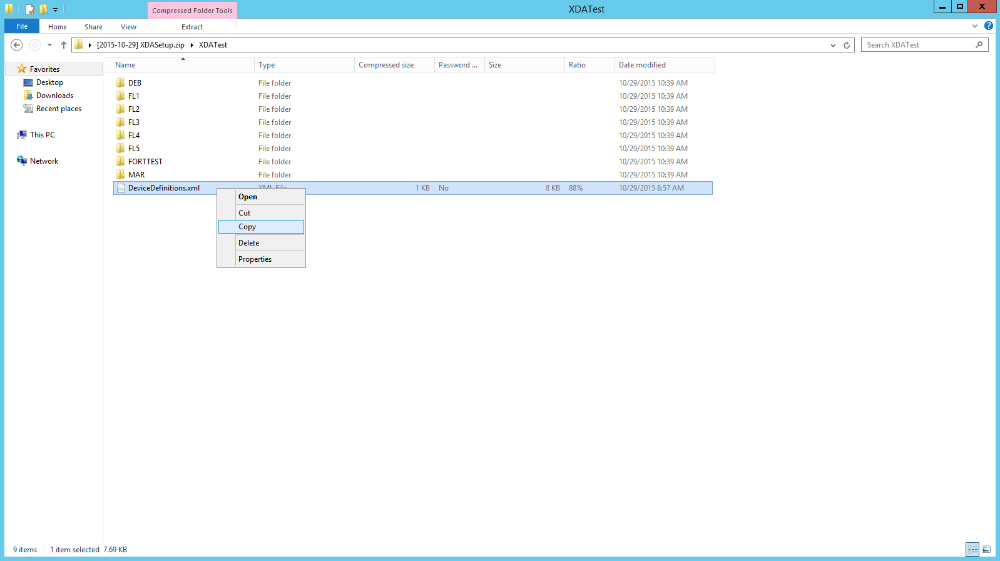 Compressed Folder Tools
XDATest
File Home Share View Extract
[2015-10-29] XDASetup.zip XDATest
Search XDATest
Name Type Compressed size Password ... Size Ratio Date modified
Favorites
Desktop
Downloads
Recent places
This PC
Network
DEB File folder 10/29/2015 10:39 AM
FL1 File folder 10/29/2015 10:39 AM
FL2 File folder 10/29/2015 10:39 AM
FL3 File folder 10/29/2015 10:39 AM
FL4 File folder 10/29/2015 10:39 AM
FL5 File folder 10/29/2015 10:39 AM
FORTTEST File folder 10/29/2015 10:39 AM
MAR File folder 10/29/2015 10:39 AM
DeviceDefinitions.xml XML File 1 KB No 8 KB 88% 10/29/2015 8:57 AM
Open
Cut
Copy
Delete
Properties
9 items 1 item selected 7.69 KB